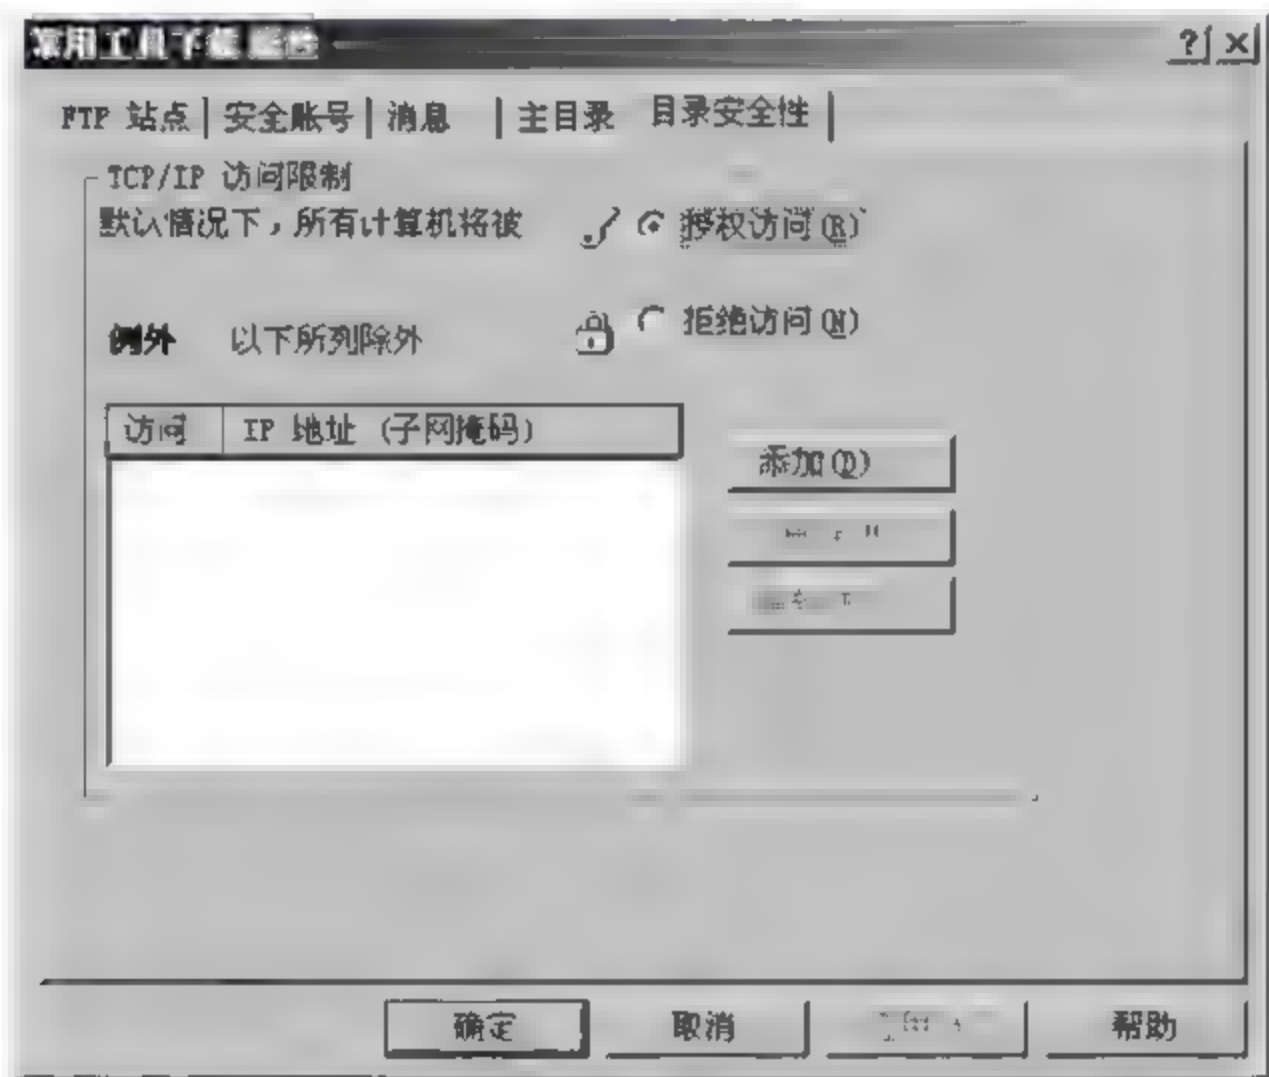 常用工具下载 属性
FTP 站点 安全账号 消息 主目录 目录安全性
TCP/IP 访问限制
默认情况下，所有计算机将被 授权访问(R)
拒绝访问(N)
例外 以下所列除外
访问 IP 地址 (子网掩码)
添加(D)
确定 取消 帮助